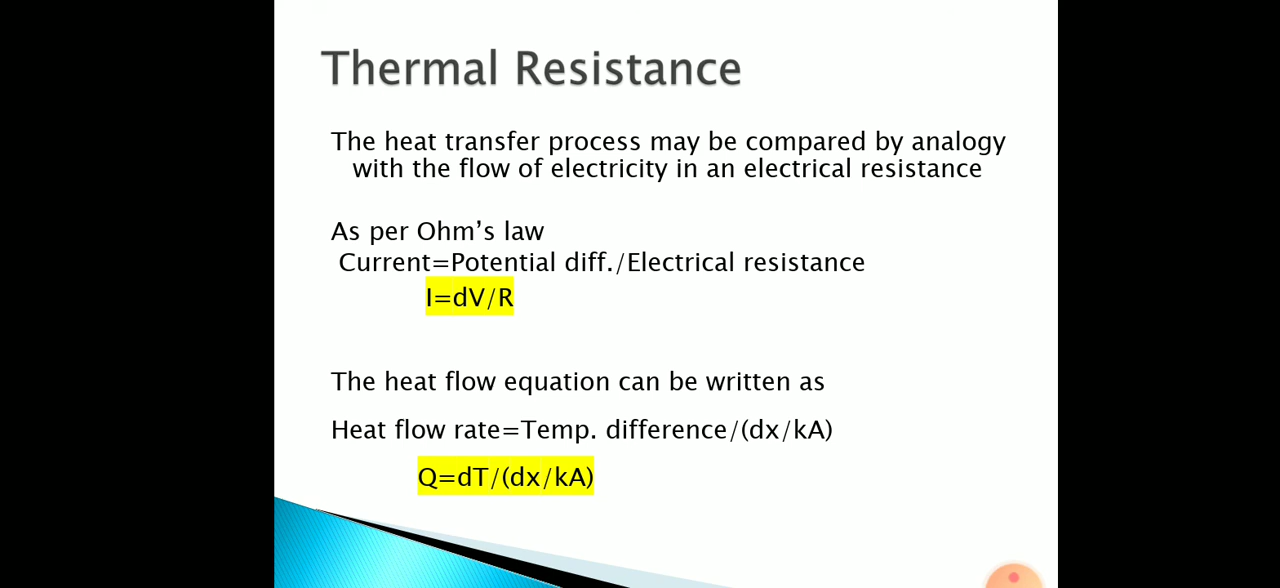 Thermal Resistance
The heat transfer process may be compared by analogy
with the flow of electricity in an electrical resistance
As per Ohm’s law
Current=Potential diff./Electrical resistance
I=dV/R
The heat flow equation can be written as
Heat flow rate=Temp. difference/(dx/kA)
Q=dT/(dx/kA)